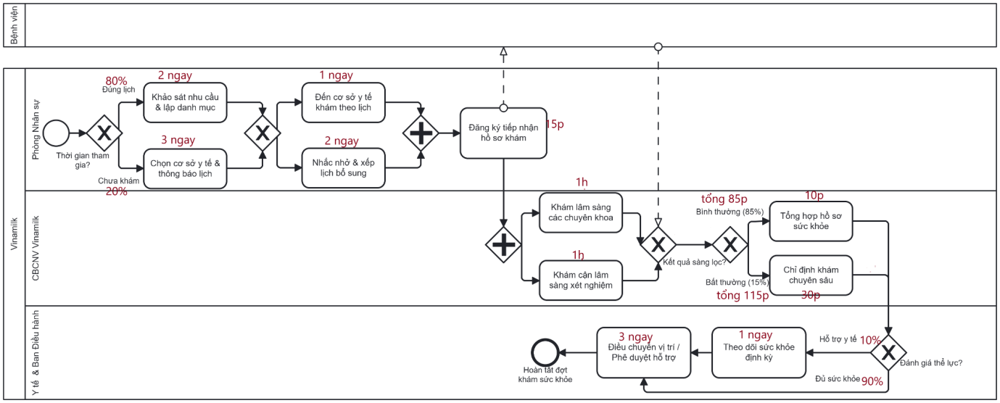 Bệnh viện
Vinamilk
Phòng Nhân sự
80%
Đúng lịch
2 ngay
Khảo sát nhu cầu
& lập danh mục
1 ngay
Đến cơ sở y tế
khám theo lịch
Thời gian tham
gia?
3 ngay
Chọn cơ sở y tế &
thông báo lịch
Chưa khám
20%
2 ngay
Nhắc nhở & xếp
lịch bổ sung
Đăng ký tiếp nhận
hồ sơ khám
15p
CBCNV Vinamilk
1h
Khám lâm sàng
các chuyên khoa
1h
Khám cận lâm
sàng xét nghiệm
Kết quả sàng lọc?
tổng 85p
Bình thường (85%)
10p
Tổng hợp hồ sơ
sức khỏe
Bất thường (15%)
tổng 115p
Chỉ định khám
chuyên sâu
30p
Y tế & Ban Điều hành
Hoàn tất đợt
khám sức khỏe
3 ngay
Điều chuyển vị trí /
Phê duyệt hỗ trợ
1 ngay
Theo dõi sức khỏe
định kỳ
Hỗ trợ y tế 10%
Đánh giá thể lực?
Đủ sức khỏe 90%